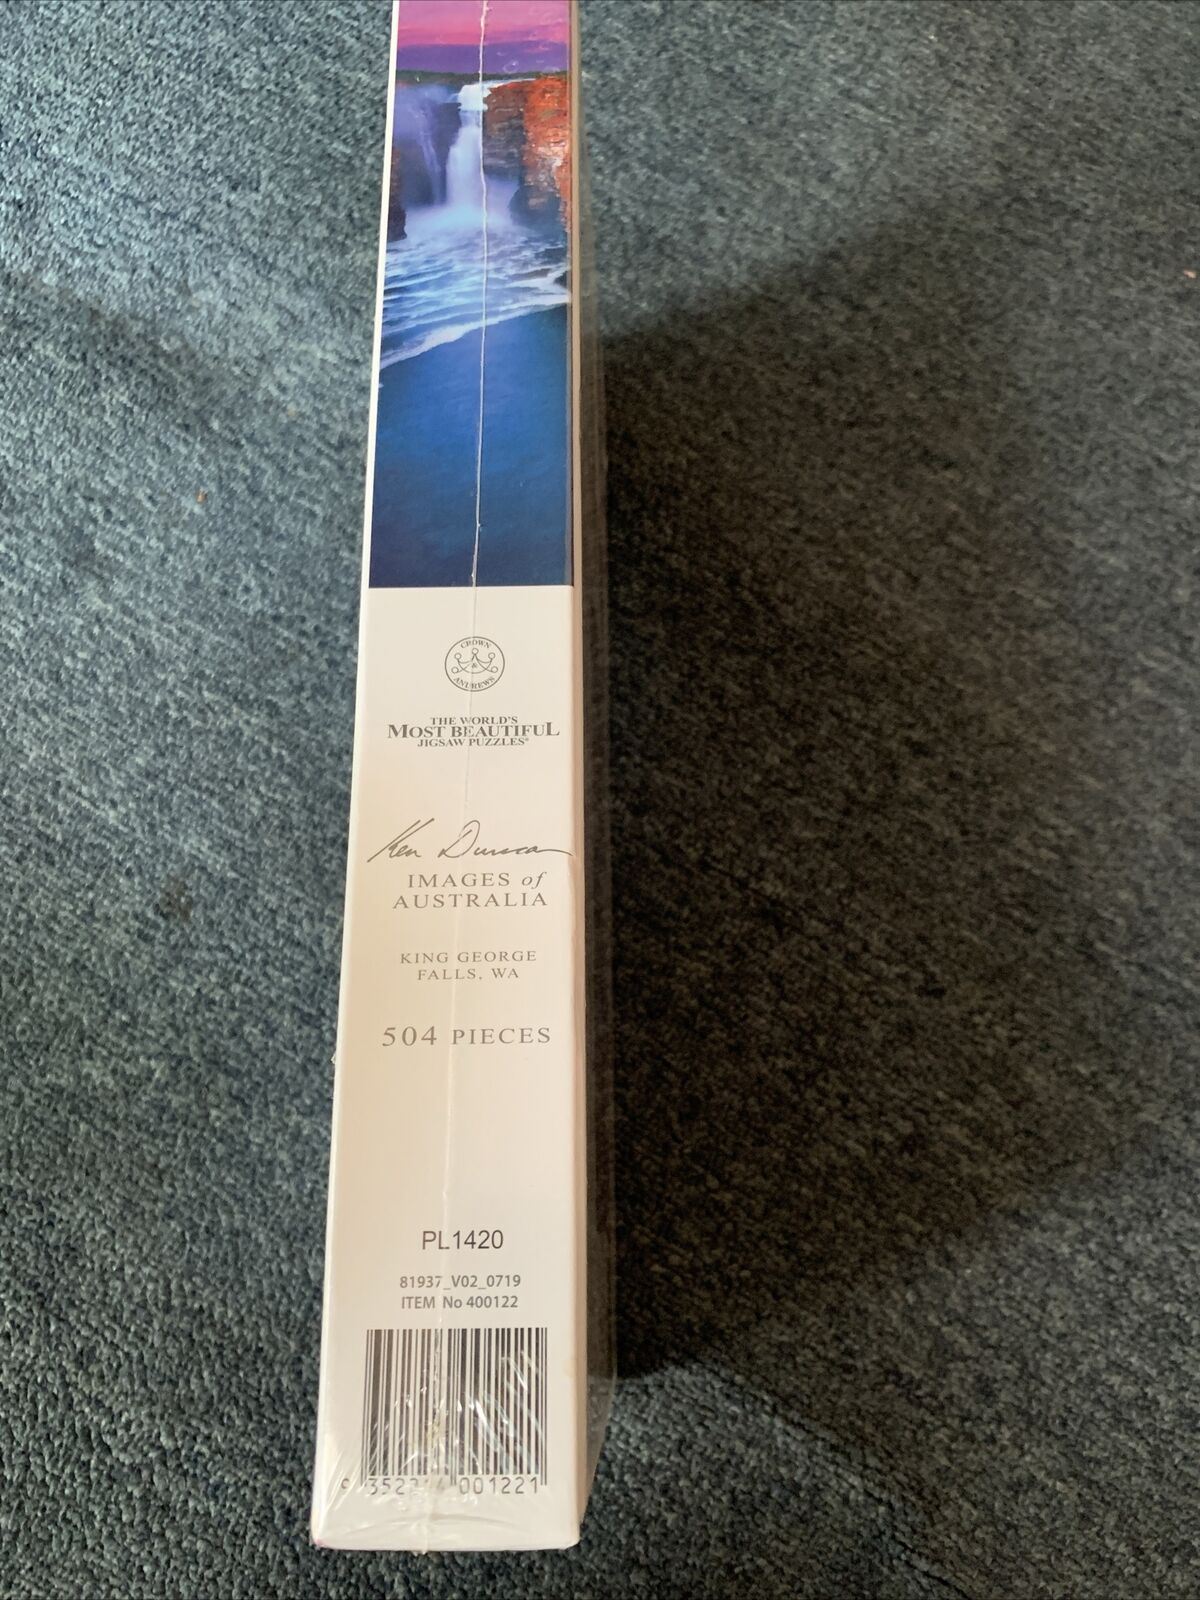 CROWN
&
ANDREWS
THE WORLD'S
MOST BEAUTIFUL
JIGSAW PUZZLES®
Ken Duncan
IMAGES of
AUSTRALIA
KING GEORGE
FALLS, WA
504 PIECES
PL1420
81937_V02_0719
ITEM No 400122
001221